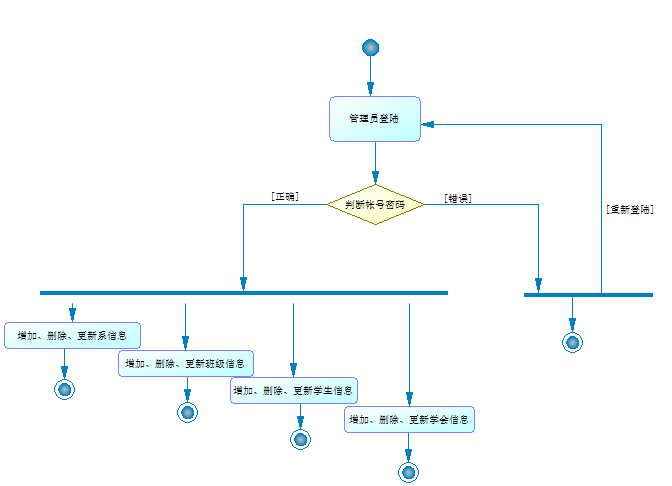 管理员登陆
[正确]
判断帐号密码
[错误]
[重新登陆]
增加、删除、更新系信息
增加、删除、更新班级信息
增加、删除、更新学生信息
增加、删除、更新学会信息